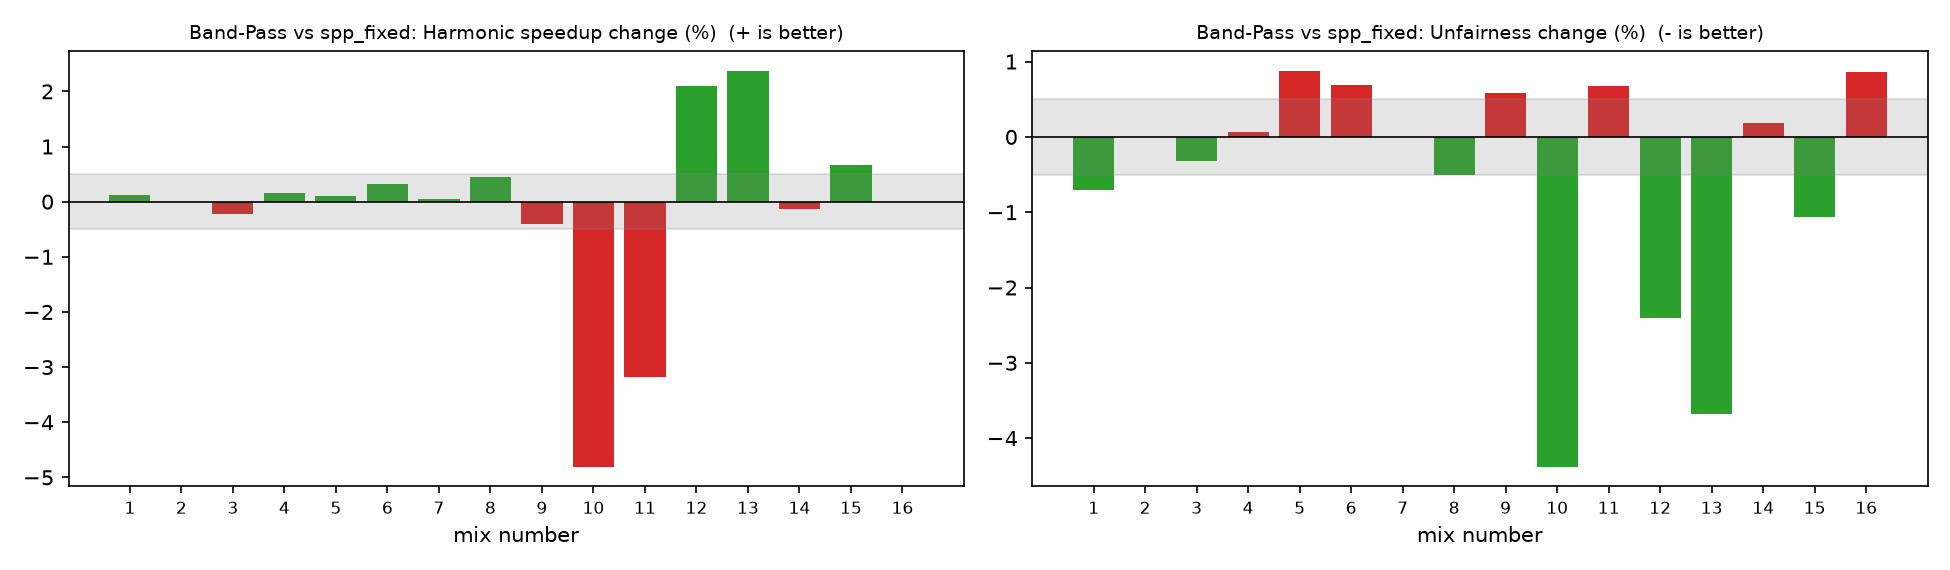 Band-Pass vs spp_fixed: Harmonic speedup change (%)  (+ is better)
2
1
0
−1
−2
−3
−4
−5
1 2 3 4 5 6 7 8 9 10 11 12 13 14 15 16
mix number
Band-Pass vs spp_fixed: Unfairness change (%)  (- is better)
1
0
−1
−2
−3
−4
1 2 3 4 5 6 7 8 9 10 11 12 13 14 15 16
mix number